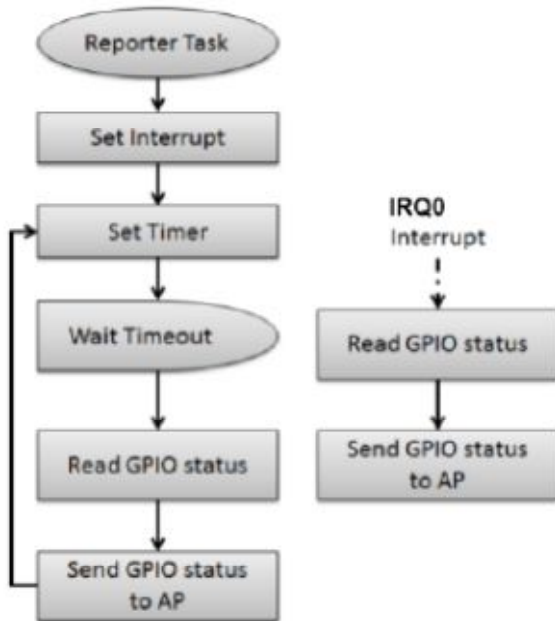 Reporter Task
Set Interrupt
Set Timer
Wait Timeout
Read GPIO status
Send GPIO status
to AP
IRQ0
Interrupt
Read GPIO status
Send GPIO status
to AP